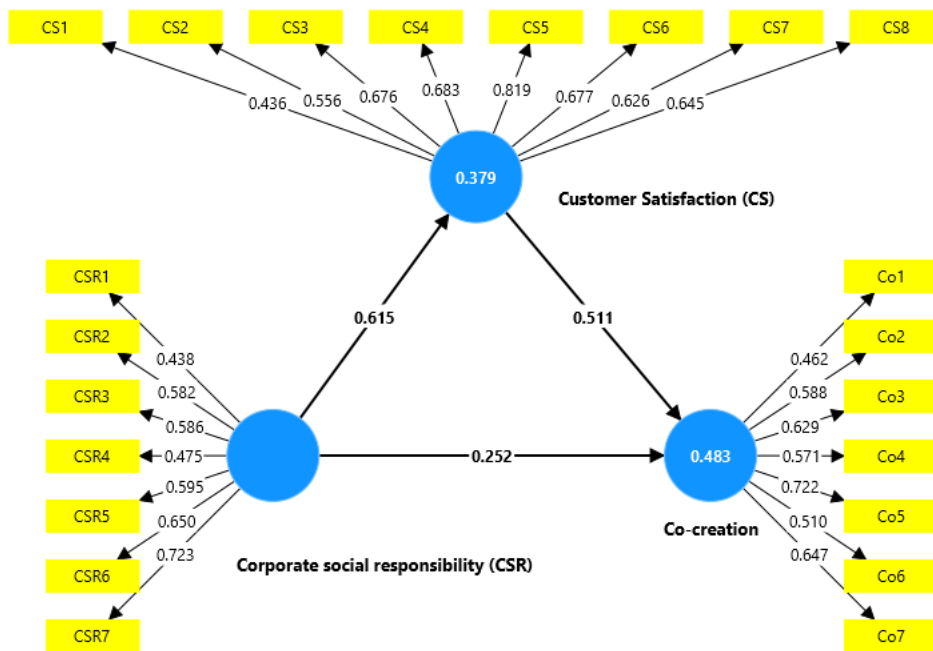 CS1 CS2 CS3 CS4 CS5 CS6 CS7 CS8
0.436 0.556 0.676 0.683 0.819 0.677 0.626 0.645
0.379
Customer Satisfaction (CS)
CSR1
CSR2
CSR3
CSR4
CSR5
CSR6
CSR7
0.438
0.582
0.586
0.475
0.595
0.650
0.723
0.615
0.511
0.252
Corporate social responsibility (CSR)
0.483
Co-creation
0.462
0.588
0.629
0.571
0.722
0.510
0.647
Co1
Co2
Co3
Co4
Co5
Co6
Co7